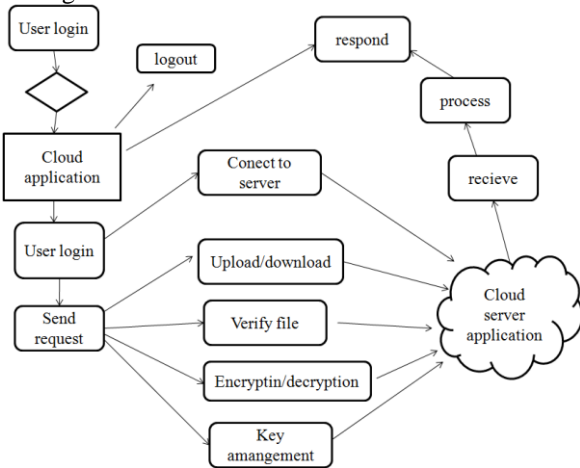 User login
logout
respond
process
Cloud
application
Conect to
server
recieve
User login
Upload/download
Send
request
Verify file
Cloud
server
application
Encryptin/decryption
Key
amangement